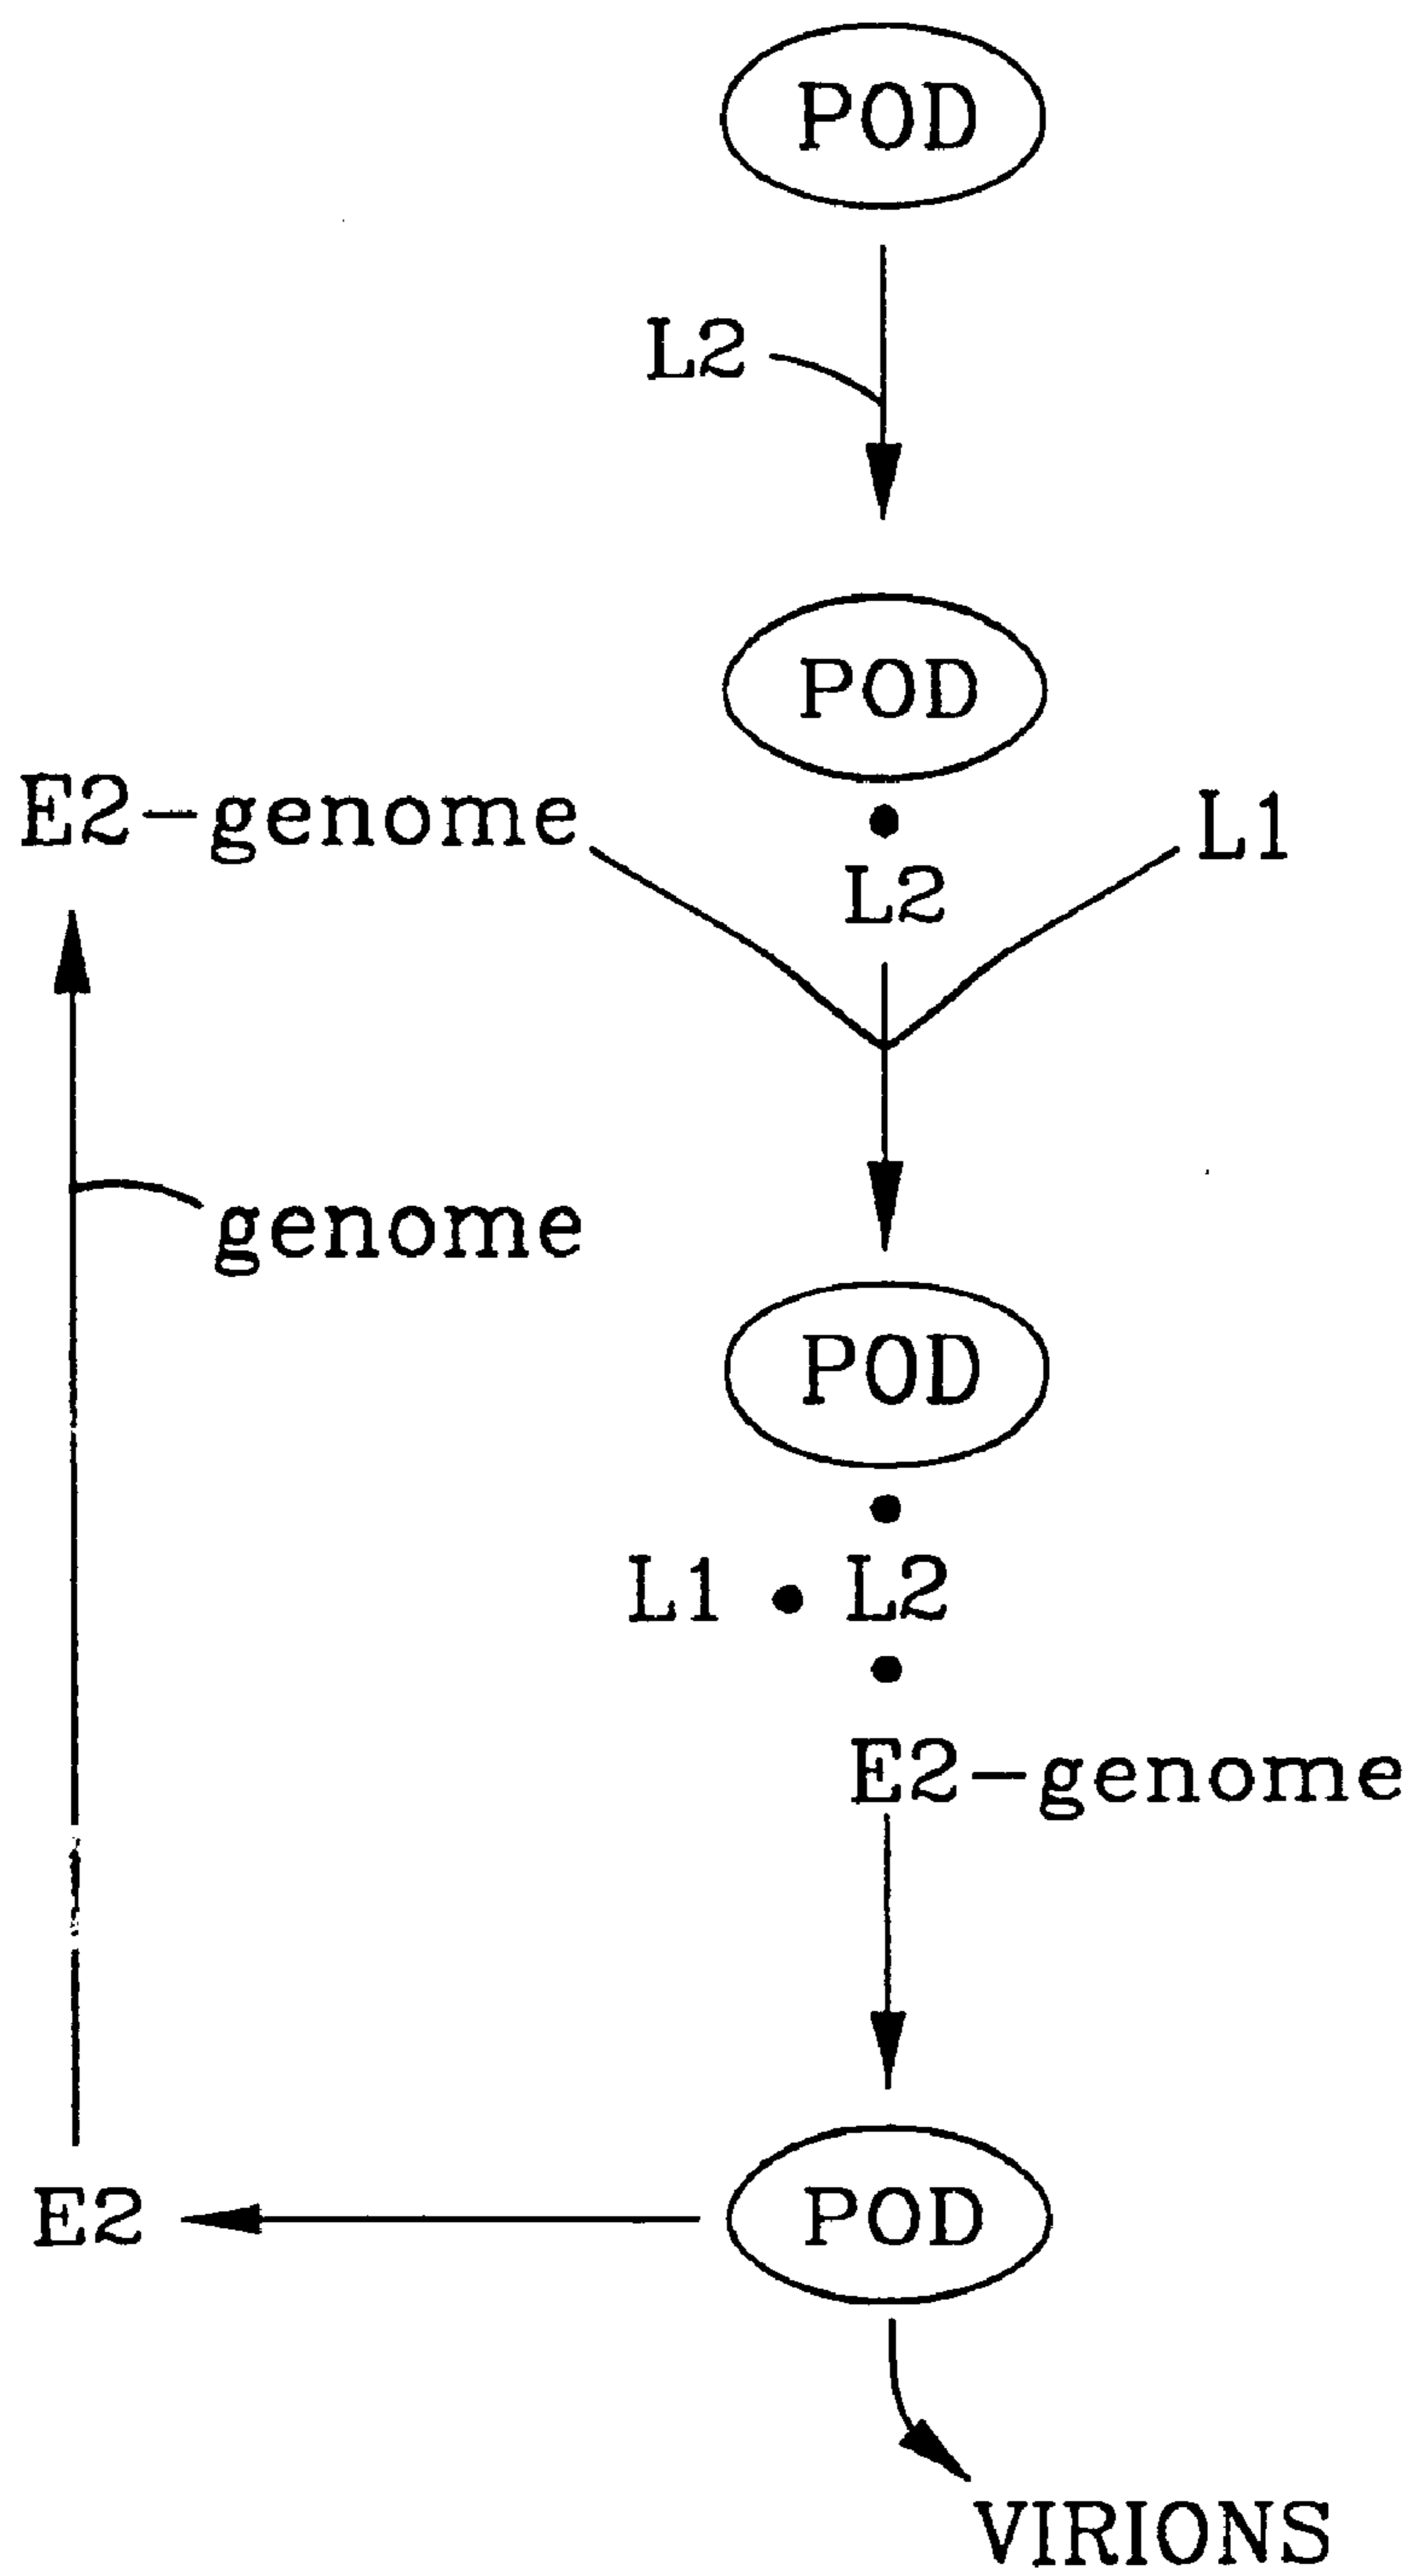 POD
L2
POD
E2-genome
L1
L2
genome
POD
L1 • L2
E2-genome
E2
POD
VIRIONS